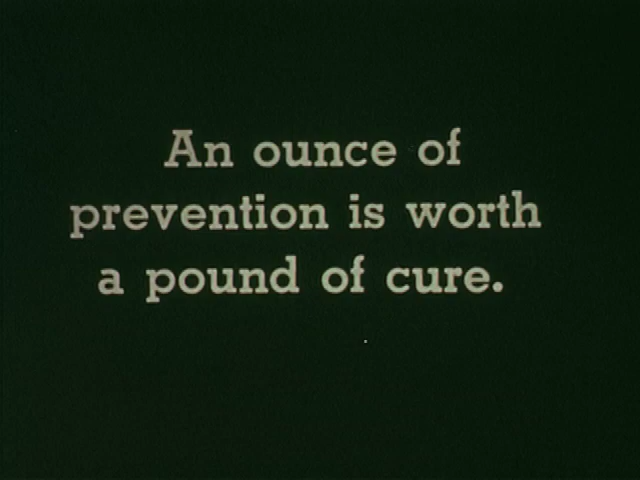 An ounce of
prevention is worth
a pound of cure.